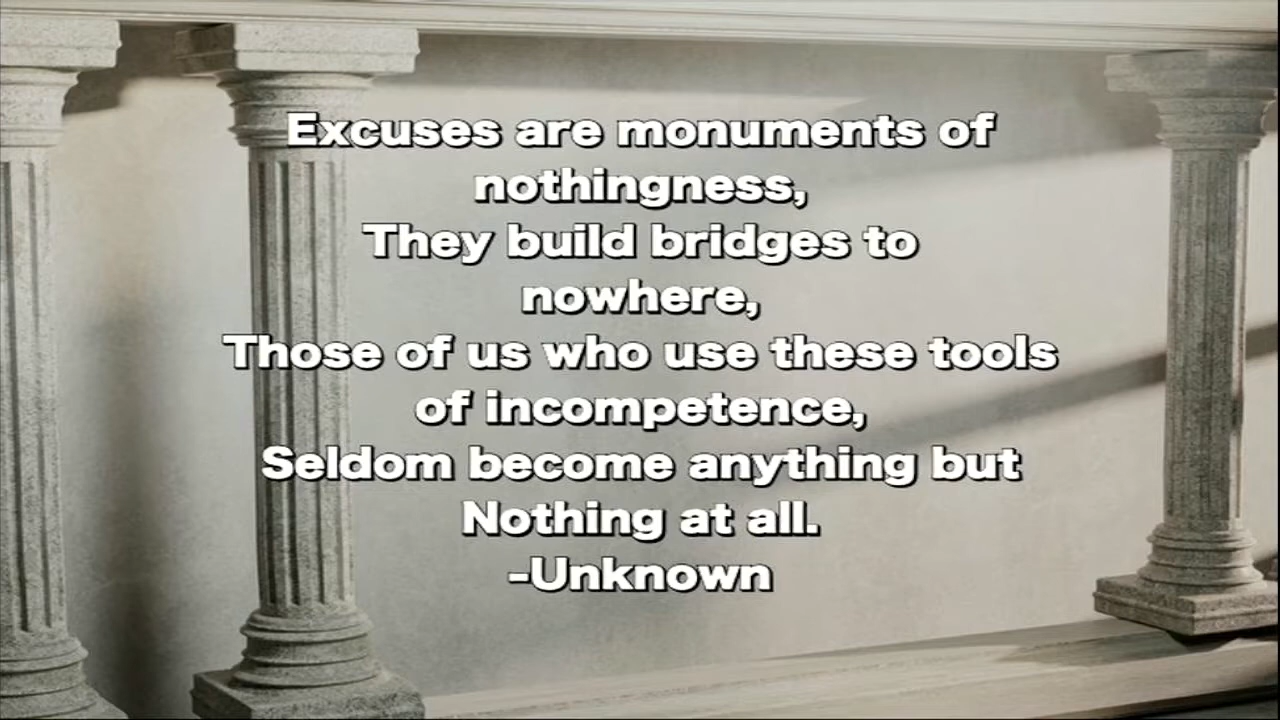 Excuses are monuments of
nothingness,
They build bridges to
nowhere,
Those of us who use these tools
of incompetence,
Seldom become anything but
Nothing at all.
-Unknown